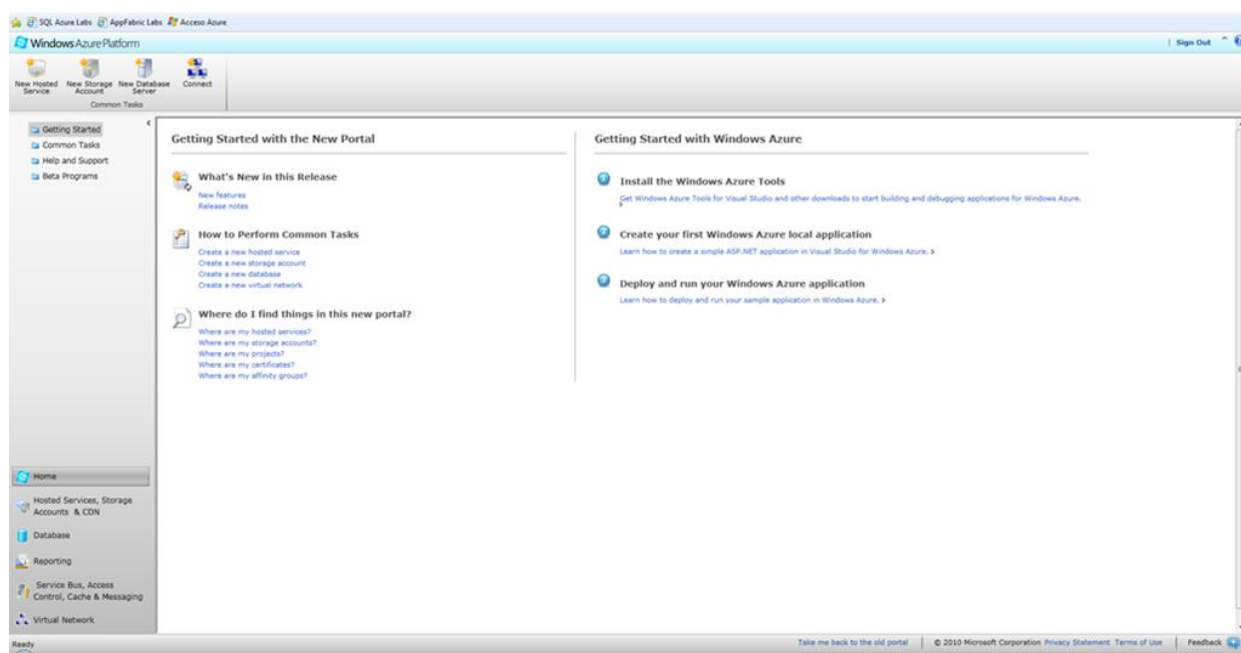 SQL Azure Labs AppFabric Labs Acceso Azure
Windows Azure Platform
Sign Out
New Hosted Service
New Storage Account
New Database Server
Connect
Common Tasks
Getting Started
Common Tasks
Help and Support
Beta Programs
Getting Started with the New Portal
What's New in this Release
New features
Release notes
How to Perform Common Tasks
Create a new hosted service
Create a new storage account
Create a new database
Create a new virtual network
Where do I find things in this new portal?
Where are my hosted services?
Where are my storage accounts?
Where are my projects?
Where are my certificates?
Where are my affinity groups?
Getting Started with Windows Azure
Install the Windows Azure Tools
Get Windows Azure Tools for Visual Studio and other downloads to start building and debugging applications for Windows Azure.
Create your first Windows Azure local application
Learn how to create a simple ASP.NET application in Visual Studio for Windows Azure.
Deploy and run your Windows Azure application
Learn how to deploy and run your sample application in Windows Azure.
Home
Hosted Services, Storage
Accounts & CDN
Database
Reporting
Service Bus, Access
Control, Cache & Messaging
Virtual Network
Ready
Take me back to the old portal
© 2010 Microsoft Corporation Privacy Statement Terms of Use
Feedback